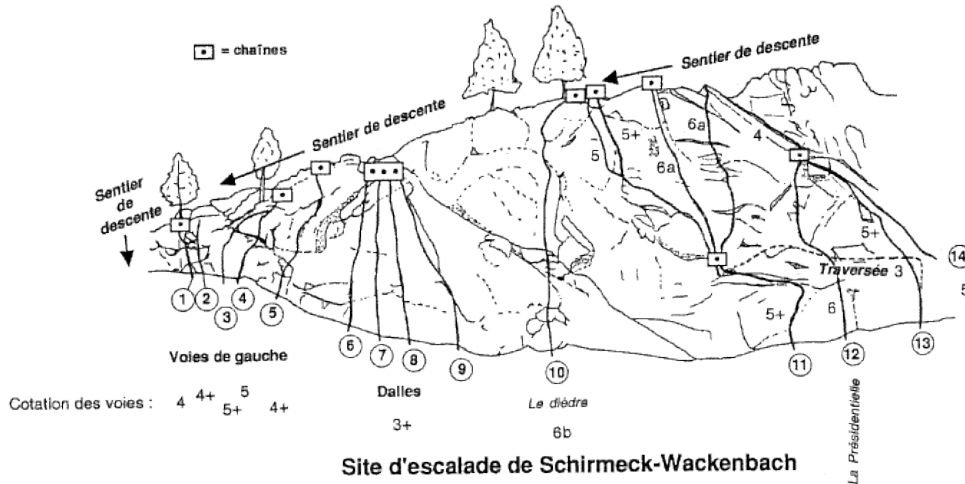 = chaînes
Sentier de descente
Sentier de descente
Sentier
de
descente
5 5+ 6a 6a 4
5+
Traversée 3
14
5
5+ 6
1 2 3 4 5 6 7 8 9 10 11 12 13
Voies de gauche
Dalles
Le dièdre
La Présidentielle
Cotation des voies : 4 4+ 5+ 5 4+
3+
6b
Site d'escalade de Schirmeck-Wackenbach